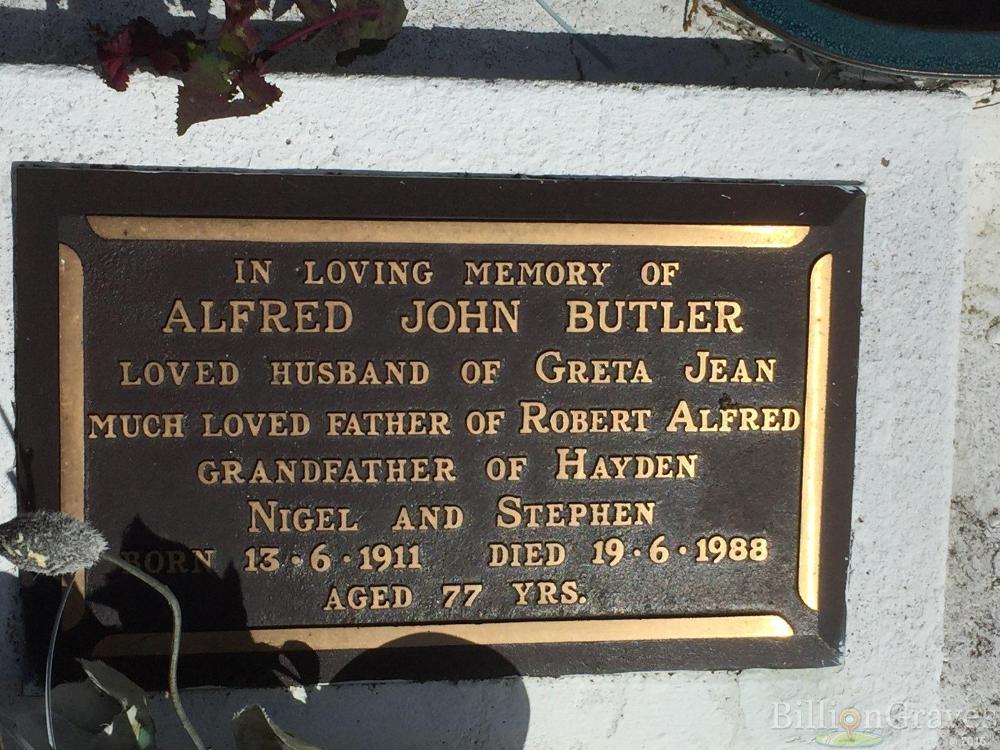 IN LOVING MEMORY OF
ALFRED JOHN BUTLER
LOVED HUSBAND OF GRETA JEAN
MUCH LOVED FATHER OF ROBERT ALFRED
GRANDFATHER OF HAYDEN
NIGEL AND STEPHEN
BORN 13·6·1911 DIED 19·6·1988
AGED 77 YRS.
BillionGraves
© 2015